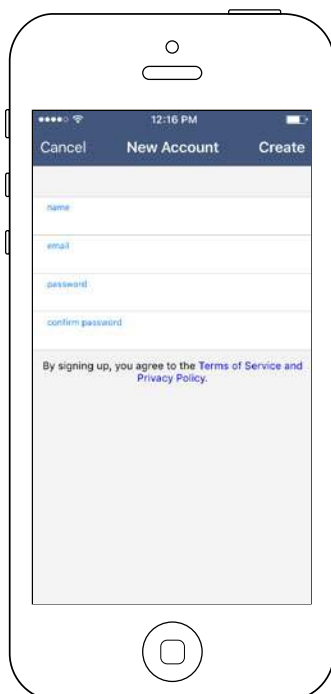 12:16 PM
Cancel New Account Create
name
email
password
confirm password
By signing up, you agree to the Terms of Service and
Privacy Policy.